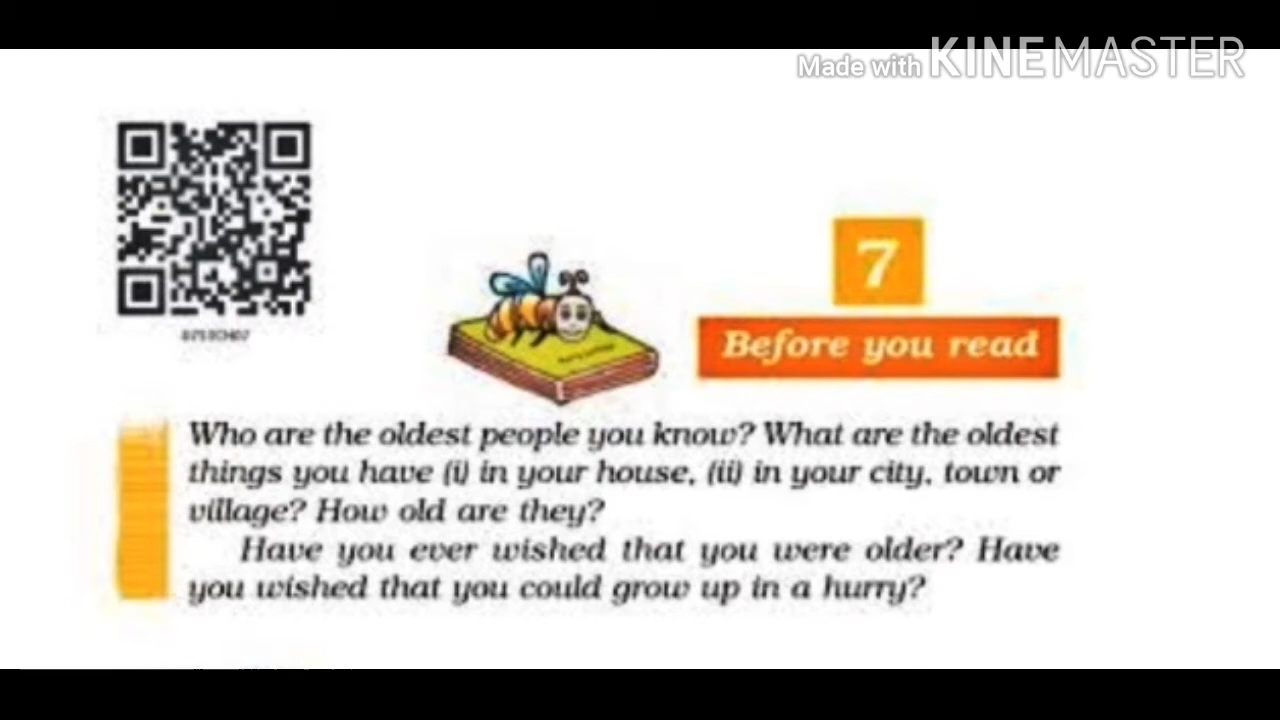 Made with KINEMASTER
7
Before you read
Who are the oldest people you know? What are the oldest
things you have (i) in your house, (ii) in your city, town or
village? How old are they?
Have you ever wished that you were older? Have
you wished that you could grow up in a hurry?